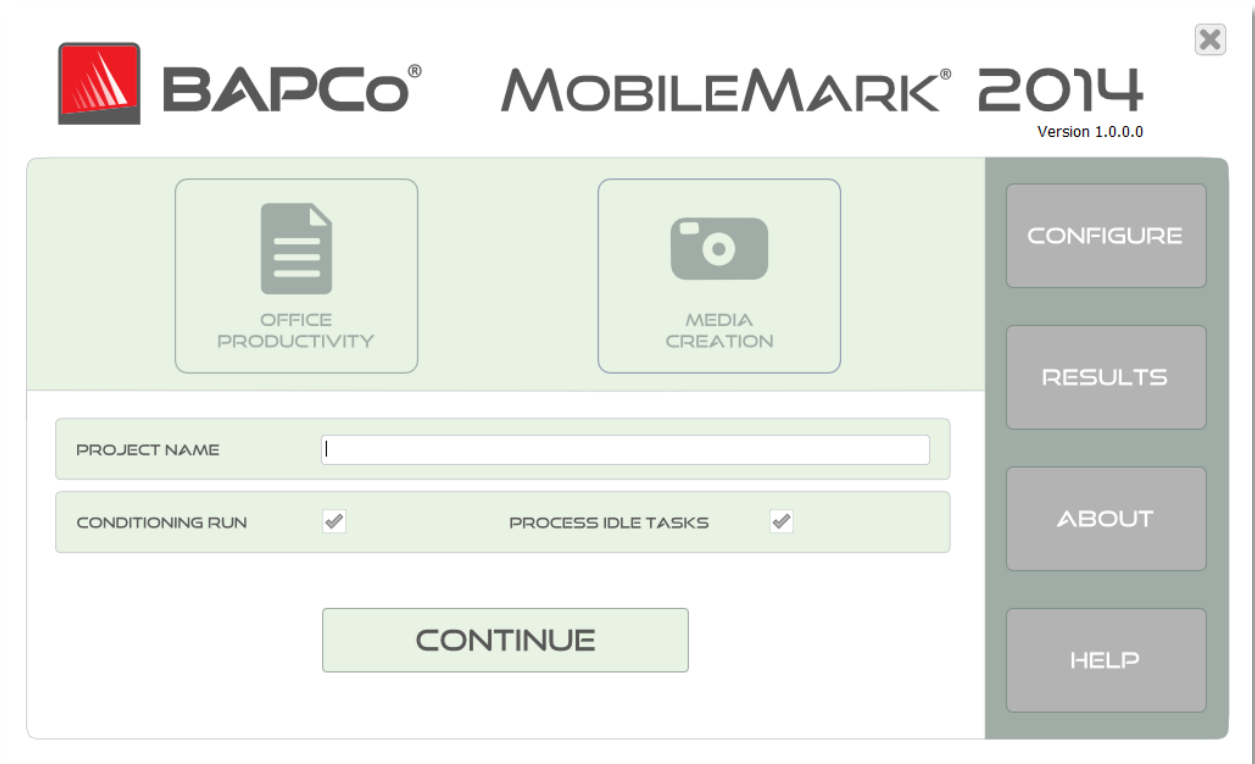 BAPCo® MOBILEMARK® 2014
Version 1.0.0.0
OFFICE
PRODUCTIVITY
MEDIA
CREATION
PROJECT NAME
CONDITIONING RUN
PROCESS IDLE TASKS
CONTINUE
CONFIGURE
RESULTS
ABOUT
HELP